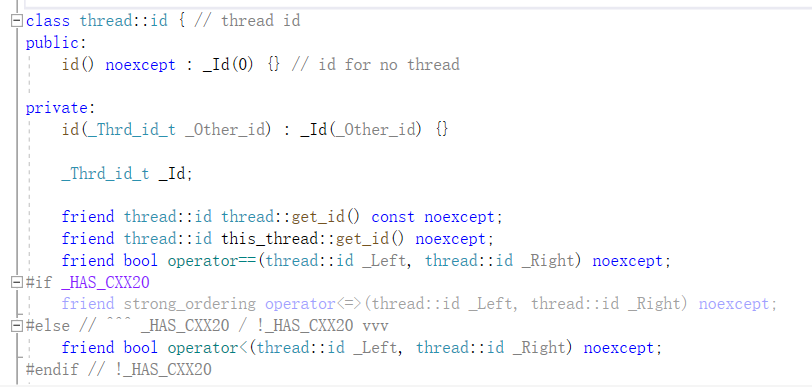 class thread::id { // thread id
public:
    id() noexcept : _Id(0) {} // id for no thread

private:
    id(_Thrd_id_t _Other_id) : _Id(_Other_id) {}

    _Thrd_id_t _Id;

    friend thread::id thread::get_id() const noexcept;
    friend thread::id this_thread::get_id() noexcept;
    friend bool operator==(thread::id _Left, thread::id _Right) noexcept;
#if _HAS_CXX20
    friend strong_ordering operator<=>(thread::id _Left, thread::id _Right) noexcept;
#else // ^^^ _HAS_CXX20 / !_HAS_CXX20 vvv
    friend bool operator<(thread::id _Left, thread::id _Right) noexcept;
#endif // !_HAS_CXX20